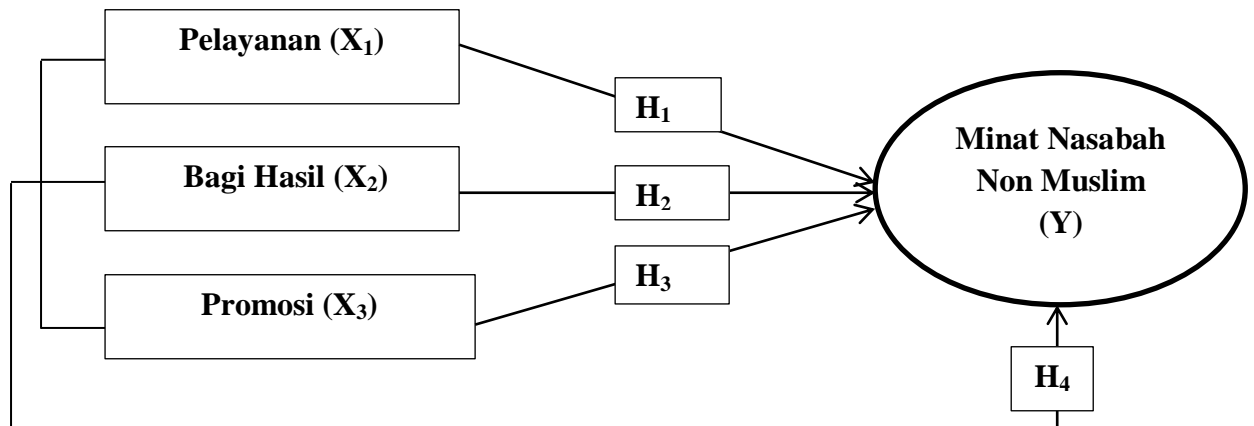 Pelayanan (X₁)
H₁
Bagi Hasil (X₂)
H₂
Promosi (X₃)
H₃
Minat Nasabah
Non Muslim
(Y)
H₄